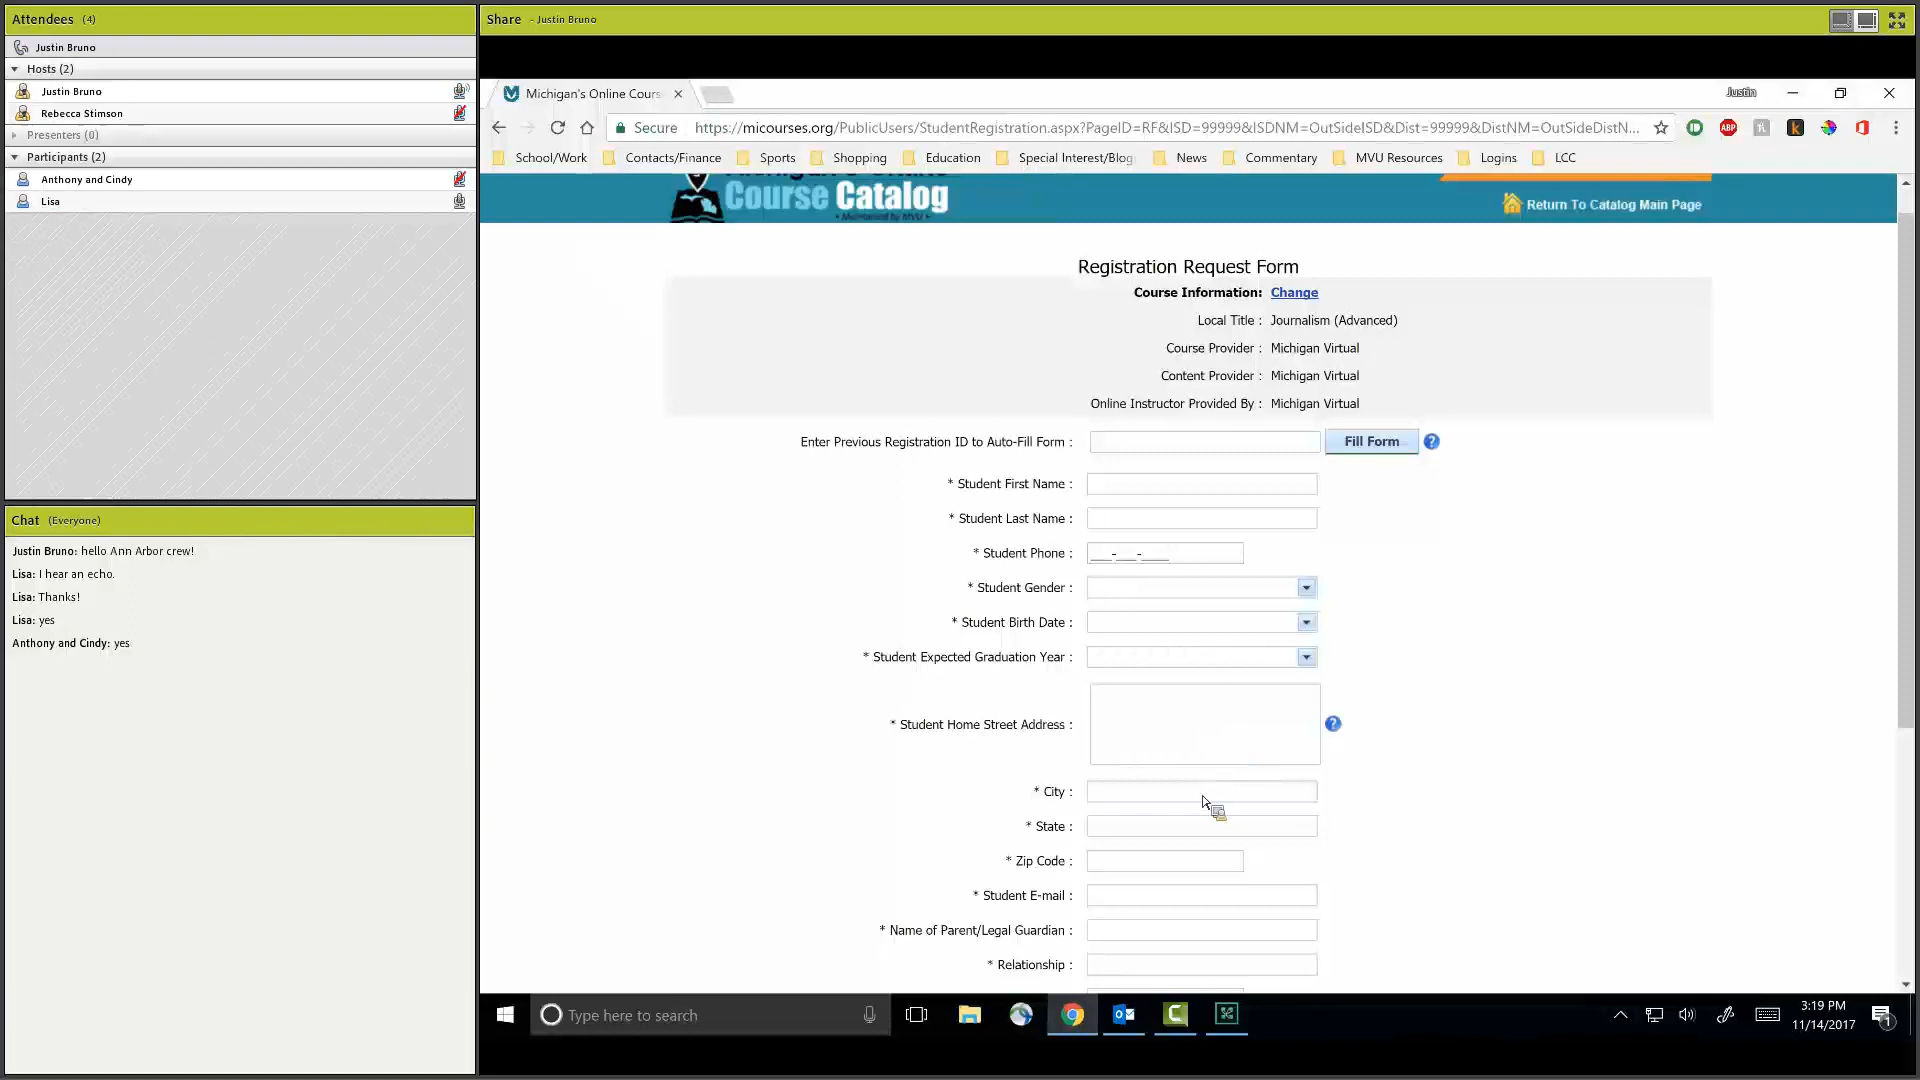 Attendees (4)
Justin Bruno
Hosts (2)
Justin Bruno
Rebecca Stimson
Presenters (0)
Participants (2)
Anthony and Cindy
Lisa
Chat (Everyone)
Justin Bruno: hello Ann Arbor crew!
Lisa: I hear an echo.
Lisa: Thanks!
Lisa: yes
Anthony and Cindy: yes
Share - Justin Bruno
Michigan's Online Cours
Justin
Secure https://micourses.org/PublicUsers/StudentRegistration.aspx?PageID=RF&ISD=99999&ISDNM=OutSideISD&Dist=99999&DistNM=OutSideDistN...
ABP
School/Work Contacts/Finance Sports Shopping Education Special Interest/Blog News Commentary MVU Resources Logins LCC
Course Catalog
• Maintained by MVU •
Return To Catalog Main Page
Registration Request Form
Course Information: Change
Local Title : Journalism (Advanced)
Course Provider : Michigan Virtual
Content Provider : Michigan Virtual
Online Instructor Provided By : Michigan Virtual
Enter Previous Registration ID to Auto-Fill Form : Fill Form ?
* Student First Name :
* Student Last Name :
* Student Phone : ___-___-____
* Student Gender :
* Student Birth Date :
* Student Expected Graduation Year :
* Student Home Street Address : ?
* City :
* State :
* Zip Code :
* Student E-mail :
* Name of Parent/Legal Guardian :
* Relationship :
Type here to search
3:19 PM
11/14/2017
1